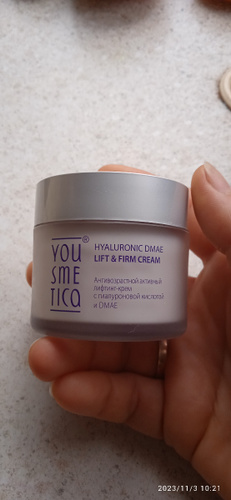 YOU®
SME
TICA
HYALURONIC DMAE
LIFT & FIRM CREAM
Антивозрастной активный
лифтинг-крем
с гиалуроновой кислотой
и DMAE
2023/11/3 10:21